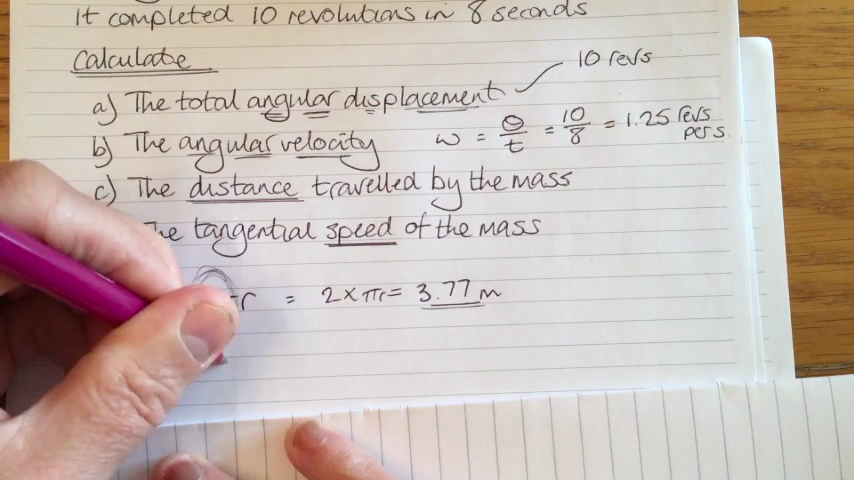 It completed 10 revolutions in 8 seconds
Calculate
10 revs
a) The total angular displacement
b) The angular velocity ω = θ/t = 10/8 = 1.25 revs per s.
c) The distance travelled by the mass
The tangential speed of the mass
r = 2 × πr = 3.77 m